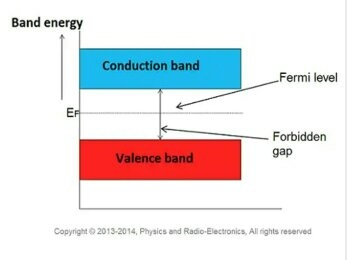 Band energy
Conduction band
Fermi level
EF
Forbidden
gap
Valence band
Copyright © 2013-2014, Physics and Radio-Electronics, All rights reserved